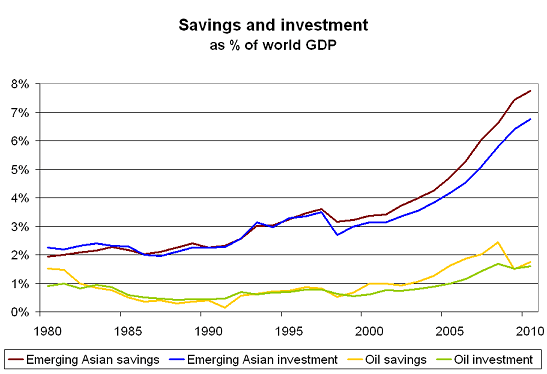 Savings and investment
as % of world GDP
8%
7%
6%
5%
4%
3%
2%
1%
0%
1980 1985 1990 1995 2000 2005 2010
Emerging Asian savings Emerging Asian investment Oil savings Oil investment